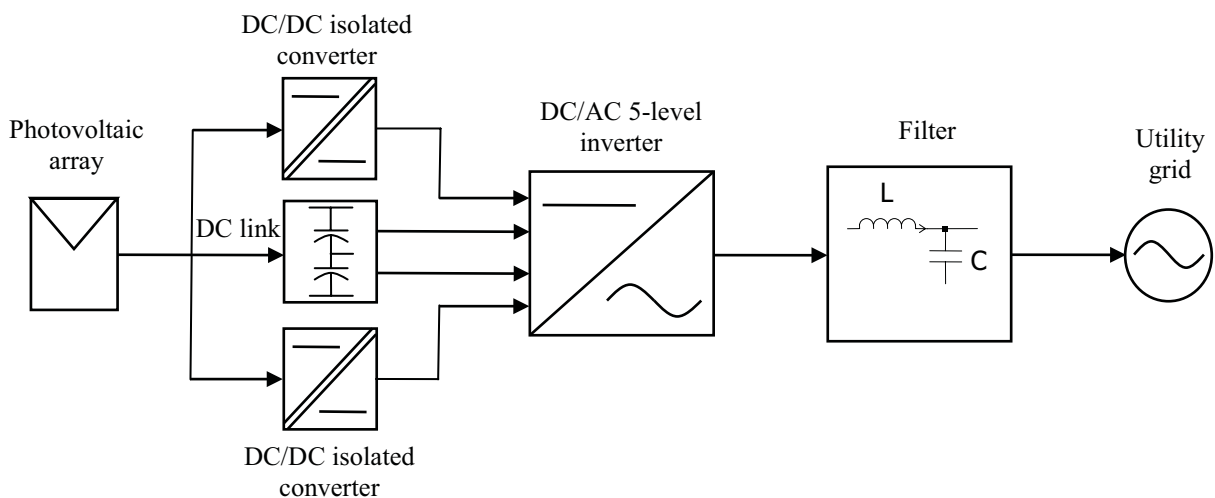 DC/DC isolated
converter
Photovoltaic
array
DC link
DC/DC isolated
converter
DC/AC 5-level
inverter
Filter
L
C
Utility
grid